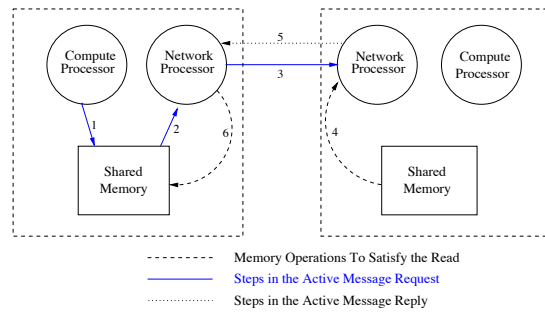 5
Compute
Processor
Network
Processor
3
Network
Processor
Compute
Processor
1
2
6
4
Shared
Memory
Shared
Memory
Memory Operations To Satisfy the Read
Steps in the Active Message Request
Steps in the Active Message Reply